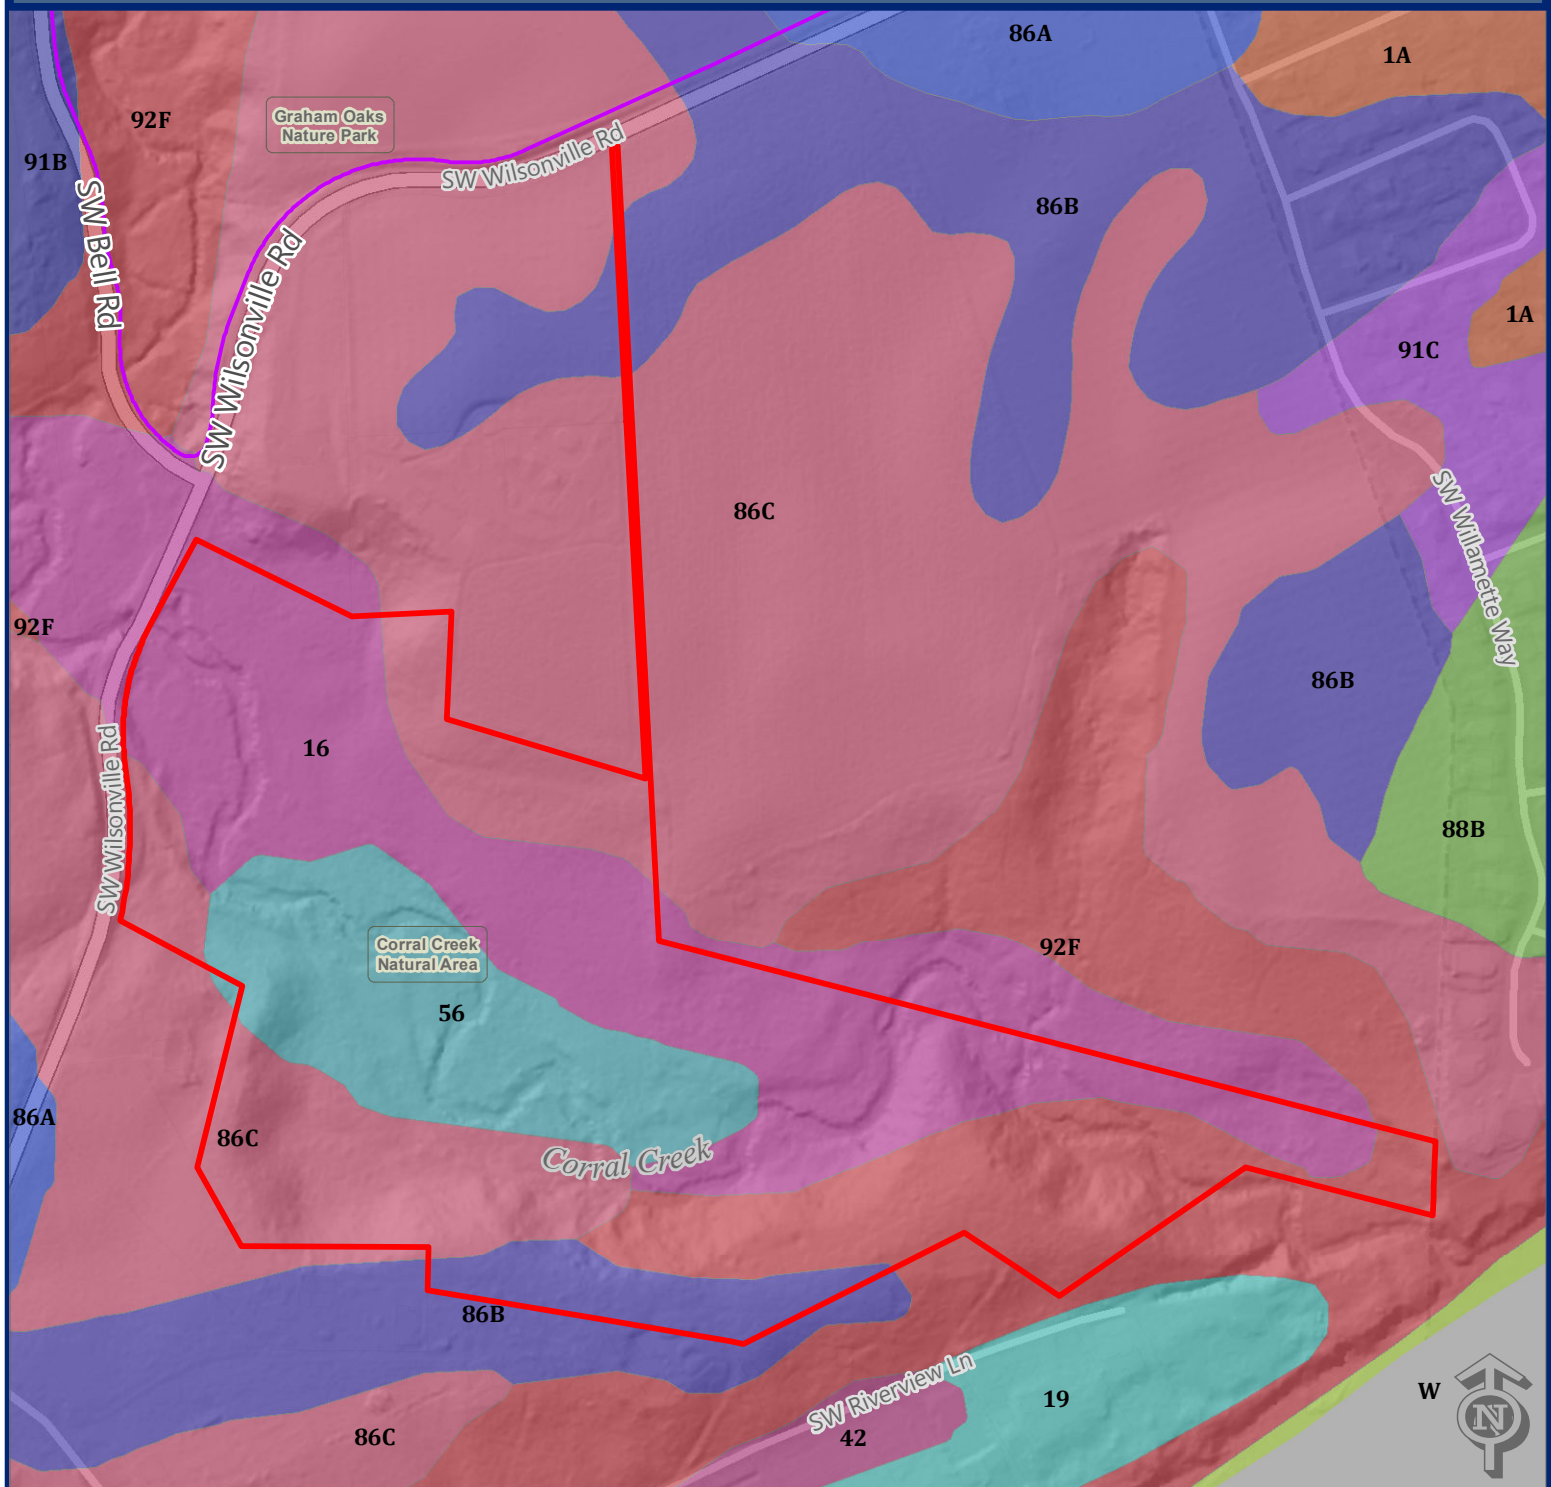 86A
1A
92F
Graham Oaks
Nature Park
91B
SW Wilsonville Rd
SW Bell Rd
86B
SW Wilsonville Rd
1A
91C
86C
SW Willamette Way
92F
86B
16
SW Wilsonville Rd
88B
Corral Creek
Natural Area
92F
56
86A
86C
Corral Creek
86B
SW Riverview Ln
19
W
N
86C
42